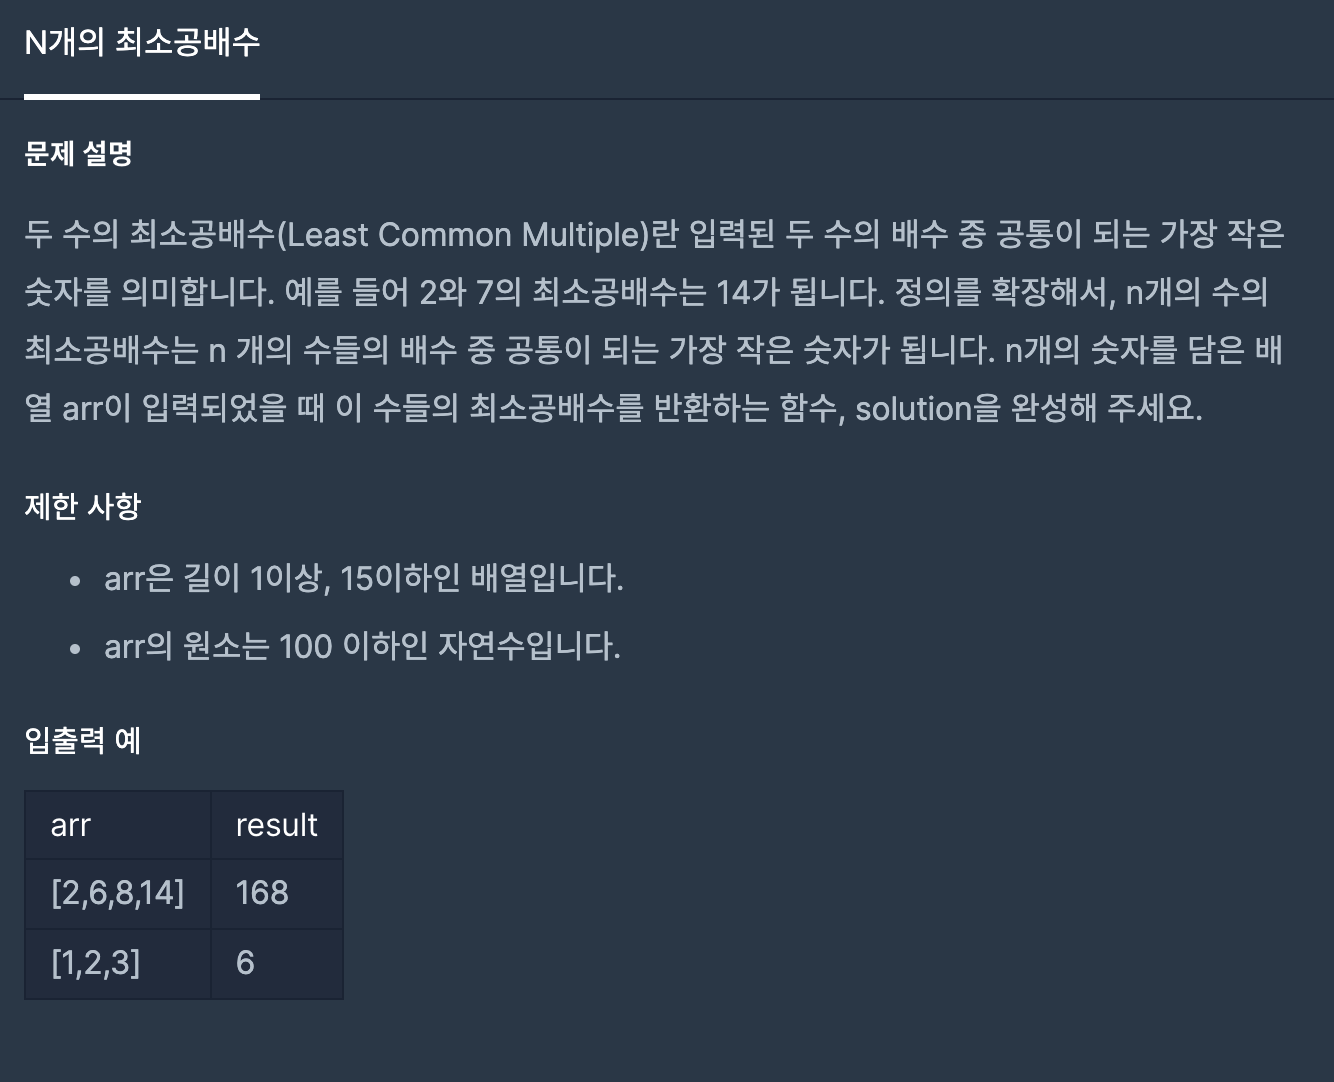 N개의 최소공배수
문제 설명
두 수의 최소공배수(Least Common Multiple)란 입력된 두 수의 배수 중 공통이 되는 가장 작은
숫자를 의미합니다. 예를 들어 2와 7의 최소공배수는 14가 됩니다. 정의를 확장해서, n개의 수의
최소공배수는 n 개의 수들의 배수 중 공통이 되는 가장 작은 숫자가 됩니다. n개의 숫자를 담은 배
열 arr이 입력되었을 때 이 수들의 최소공배수를 반환하는 함수, solution을 완성해 주세요.
제한 사항
• arr은 길이 1이상, 15이하인 배열입니다.
• arr의 원소는 100 이하인 자연수입니다.
입출력 예
arr result
[2,6,8,14] 168
[1,2,3] 6